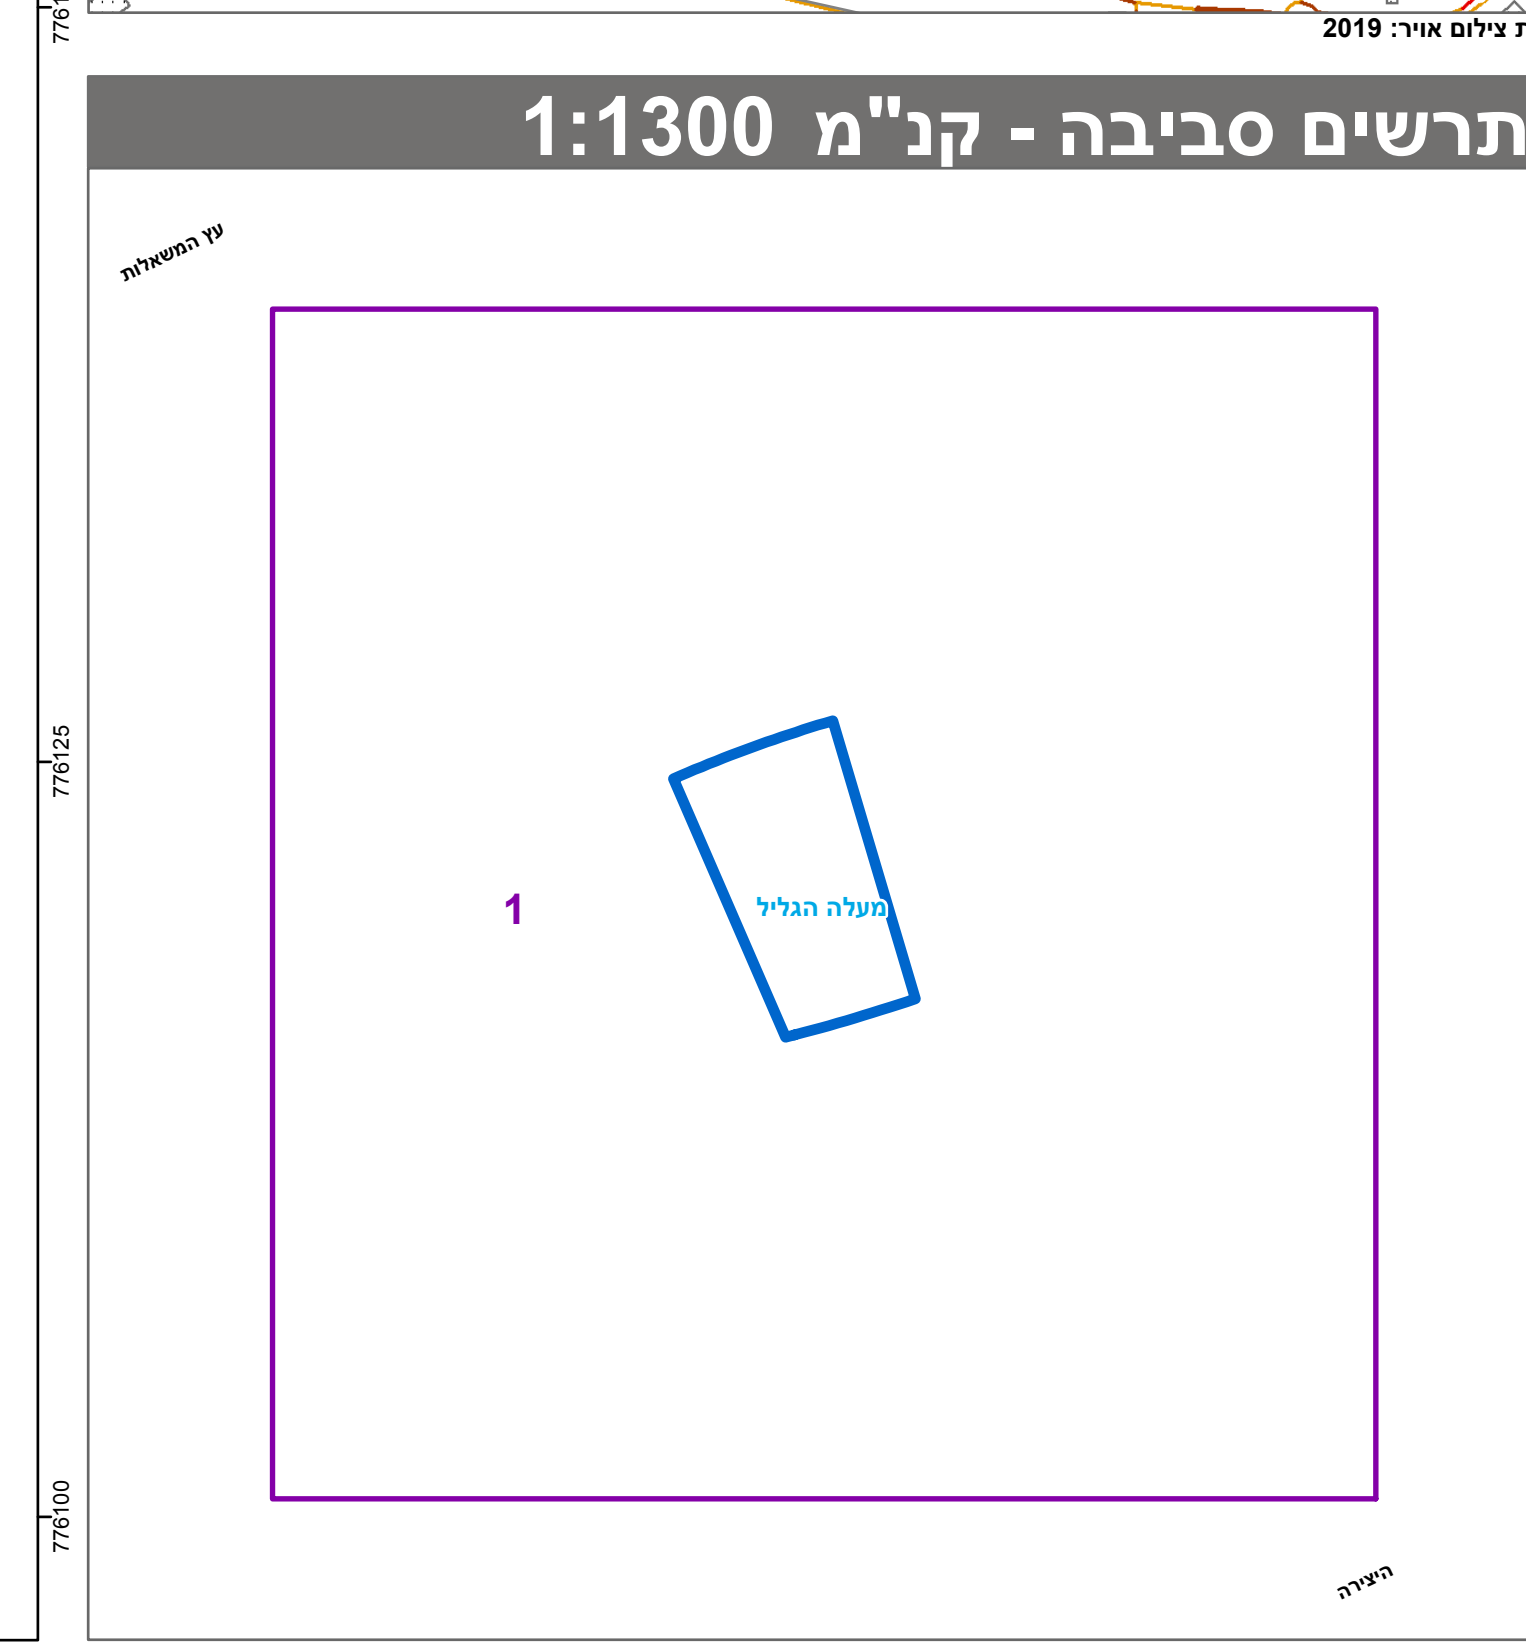 צילום אויר: 2019
תרשים סביבה - קנ"מ 1:1300
עץ המשאלות
776125
1
מעלה הגליל
776100
היצירה